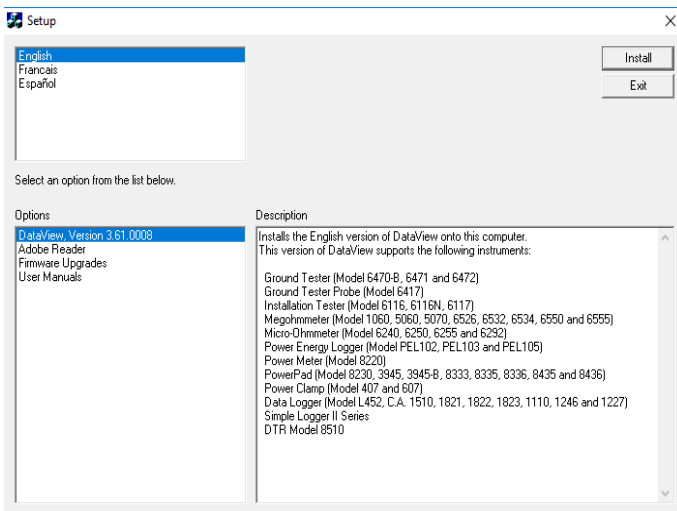 Setup
English
Francais
Español
Install
Exit
Select an option from the list below.
Options
DataView, Version 3.61.0008
Adobe Reader
Firmware Upgrades
User Manuals
Description
Installs the English version of DataView onto this computer.
This version of DataView supports the following instruments:
Ground Tester (Model 6470-B, 6471 and 6472)
Ground Tester Probe (Model 6417)
Installation Tester (Model 6116, 6116N, 6117)
Megohmmeter (Model 1060, 5060, 5070, 6526, 6532, 6534, 6550 and 6555)
Micro-Ohmmeter (Model 6240, 6250, 6255 and 6292)
Power Energy Logger (Model PEL102, PEL103 and PEL105)
Power Meter (Model 8220)
PowerPad (Model 8230, 3945, 3945-B, 8333, 8335, 8336, 8435 and 8436)
Power Clamp (Model 407 and 607)
Data Logger (Model L452, C.A. 1510, 1821, 1822, 1823, 1110, 1246 and 1227)
Simple Logger II Series
DTR Model 8510